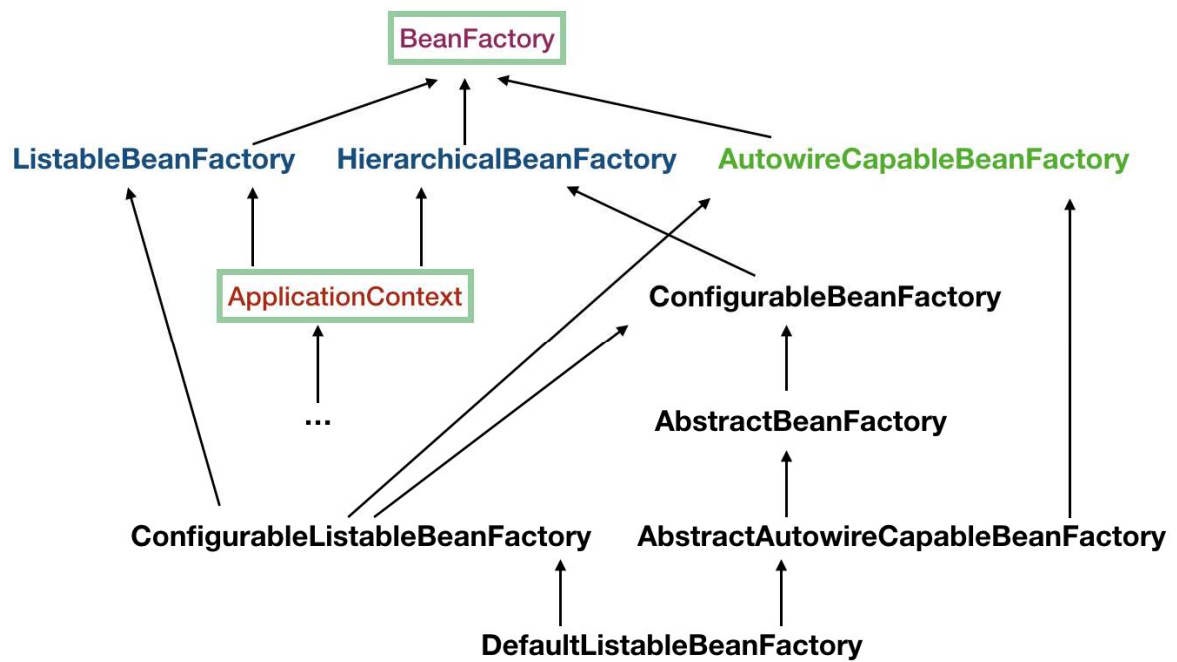 BeanFactory
ListableBeanFactory
HierarchicalBeanFactory
AutowireCapableBeanFactory
ApplicationContext
ConfigurableBeanFactory
...
AbstractBeanFactory
ConfigurableListableBeanFactory
AbstractAutowireCapableBeanFactory
DefaultListableBeanFactory